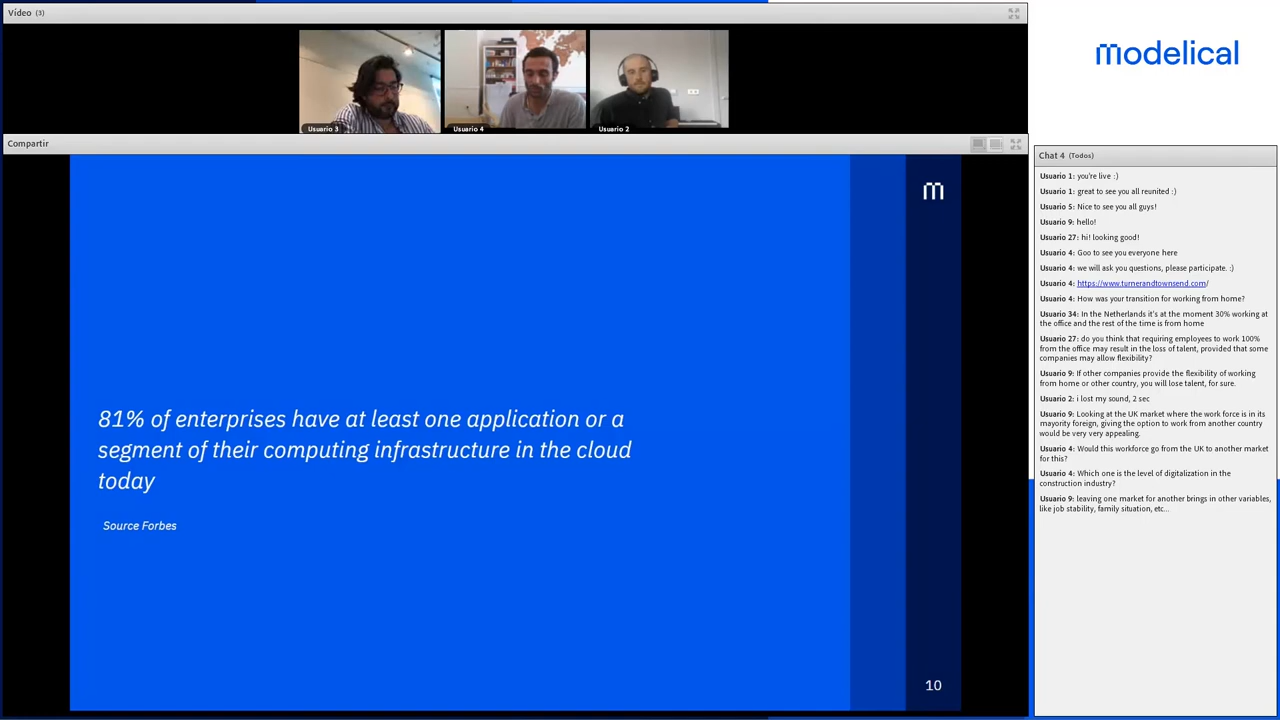 Vídeo (3)
Usuario 3
Usuario 4
Usuario 2
Compartir
m
81% of enterprises have at least one application or a
segment of their computing infrastructure in the cloud
today
Source Forbes
10
modelical
Chat 4 (Todos)
Usuario 1: you're live :)
Usuario 1: great to see you all reunited :)
Usuario 5: Nice to see you all guys!
Usuario 9: hello!
Usuario 27: hi! looking good!
Usuario 4: Goo to see you everyone here
Usuario 4: we will ask you questions, please participate. :)
Usuario 4: https://www.turnerandtownsend.com/
Usuario 4: How was your transition for working from home?
Usuario 34: In the Netherlands it's at the moment 30% working at
the office and the rest of the time is from home
Usuario 27: do you think that requiring employees to work 100%
from the office may result in the loss of talent, provided that some
companies may allow flexibility?
Usuario 9: If other companies provide the flexibility of working
from home or other country, you will lose talent, for sure.
Usuario 2: i lost my sound, 2 sec
Usuario 9: Looking at the UK market where the work force is in its
majority foreign, giving the option to work from another country
would be very very appealing.
Usuario 4: Would this workforce go from the UK to another market
for this?
Usuario 4: Which one is the level of digitalization in the
construction industry?
Usuario 9: leaving one market for another brings in other variables,
like job stability, family situation, etc...